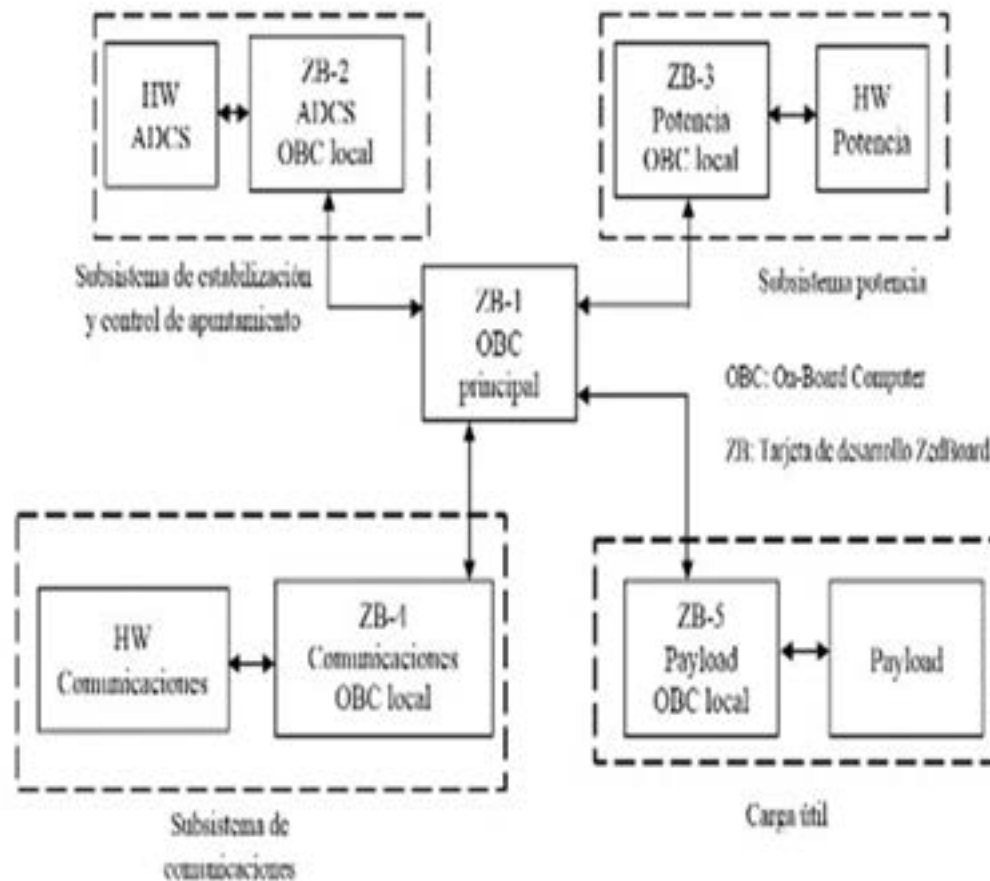 HW
ADCS
ZB-2
ADCS
OBC local
ZB-3
Potencia
OBC local
HW
Potencia
Subsistema de estabilización
y control de apuntamiento
ZB-1
OBC
principal
Subsistema potencia
OBC: On-Board Computer
ZB: Tarjeta de desarrollo ZedBoard
HW
Comunicaciones
ZB-4
Comunicaciones
OBC local
ZB-5
Payload
OBC local
Payload
Subsistema de
comunicaciones
Carga útil